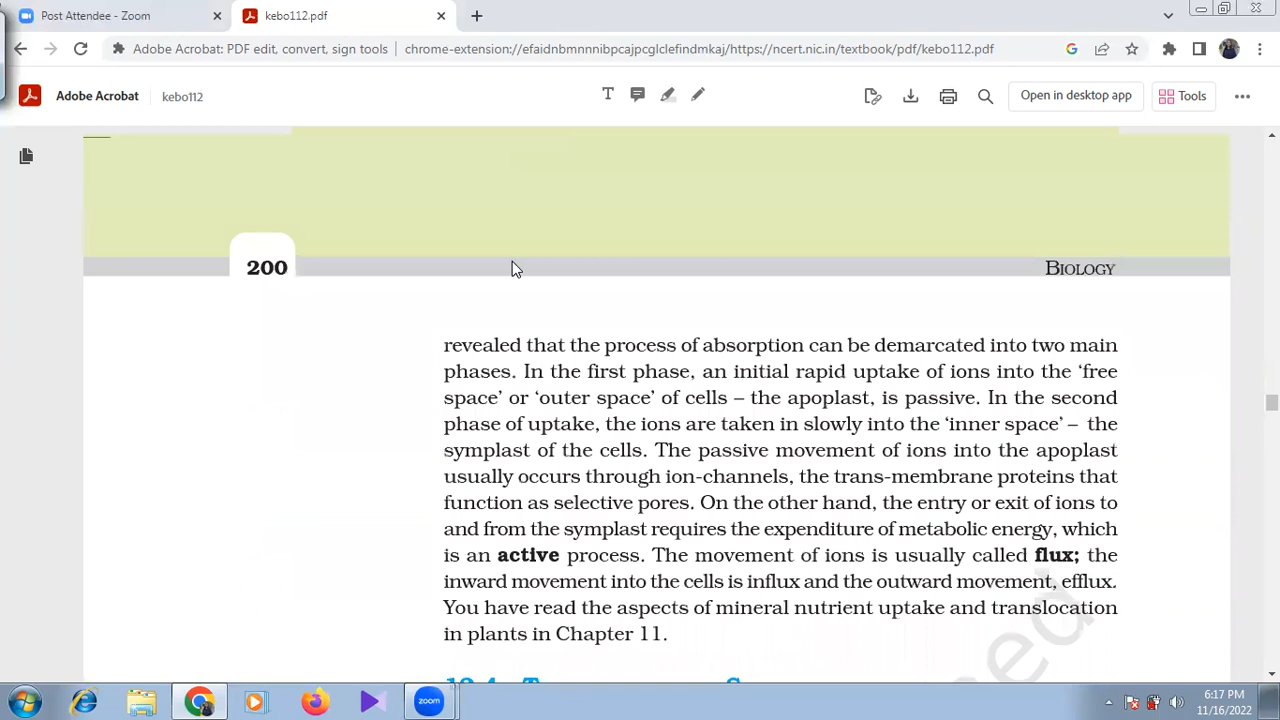 Post Attendee - Zoom
kebo112.pdf
Adobe Acrobat: PDF edit, convert, sign tools
chrome-extension://efaidnbmnnnibpcajpcglclefindmkaj/https://ncert.nic.in/textbook/pdf/kebo112.pdf
Adobe Acrobat
kebo112
Open in desktop app
Tools
200
BIOLOGY
revealed that the process of absorption can be demarcated into two main
phases. In the first phase, an initial rapid uptake of ions into the ‘free
space’ or ‘outer space’ of cells – the apoplast, is passive. In the second
phase of uptake, the ions are taken in slowly into the ‘inner space’ – the
symplast of the cells. The passive movement of ions into the apoplast
usually occurs through ion-channels, the trans-membrane proteins that
function as selective pores. On the other hand, the entry or exit of ions to
and from the symplast requires the expenditure of metabolic energy, which
is an active process. The movement of ions is usually called flux; the
inward movement into the cells is influx and the outward movement, efflux.
You have read the aspects of mineral nutrient uptake and translocation
in plants in Chapter 11.
zoom
6:17 PM
11/16/2022